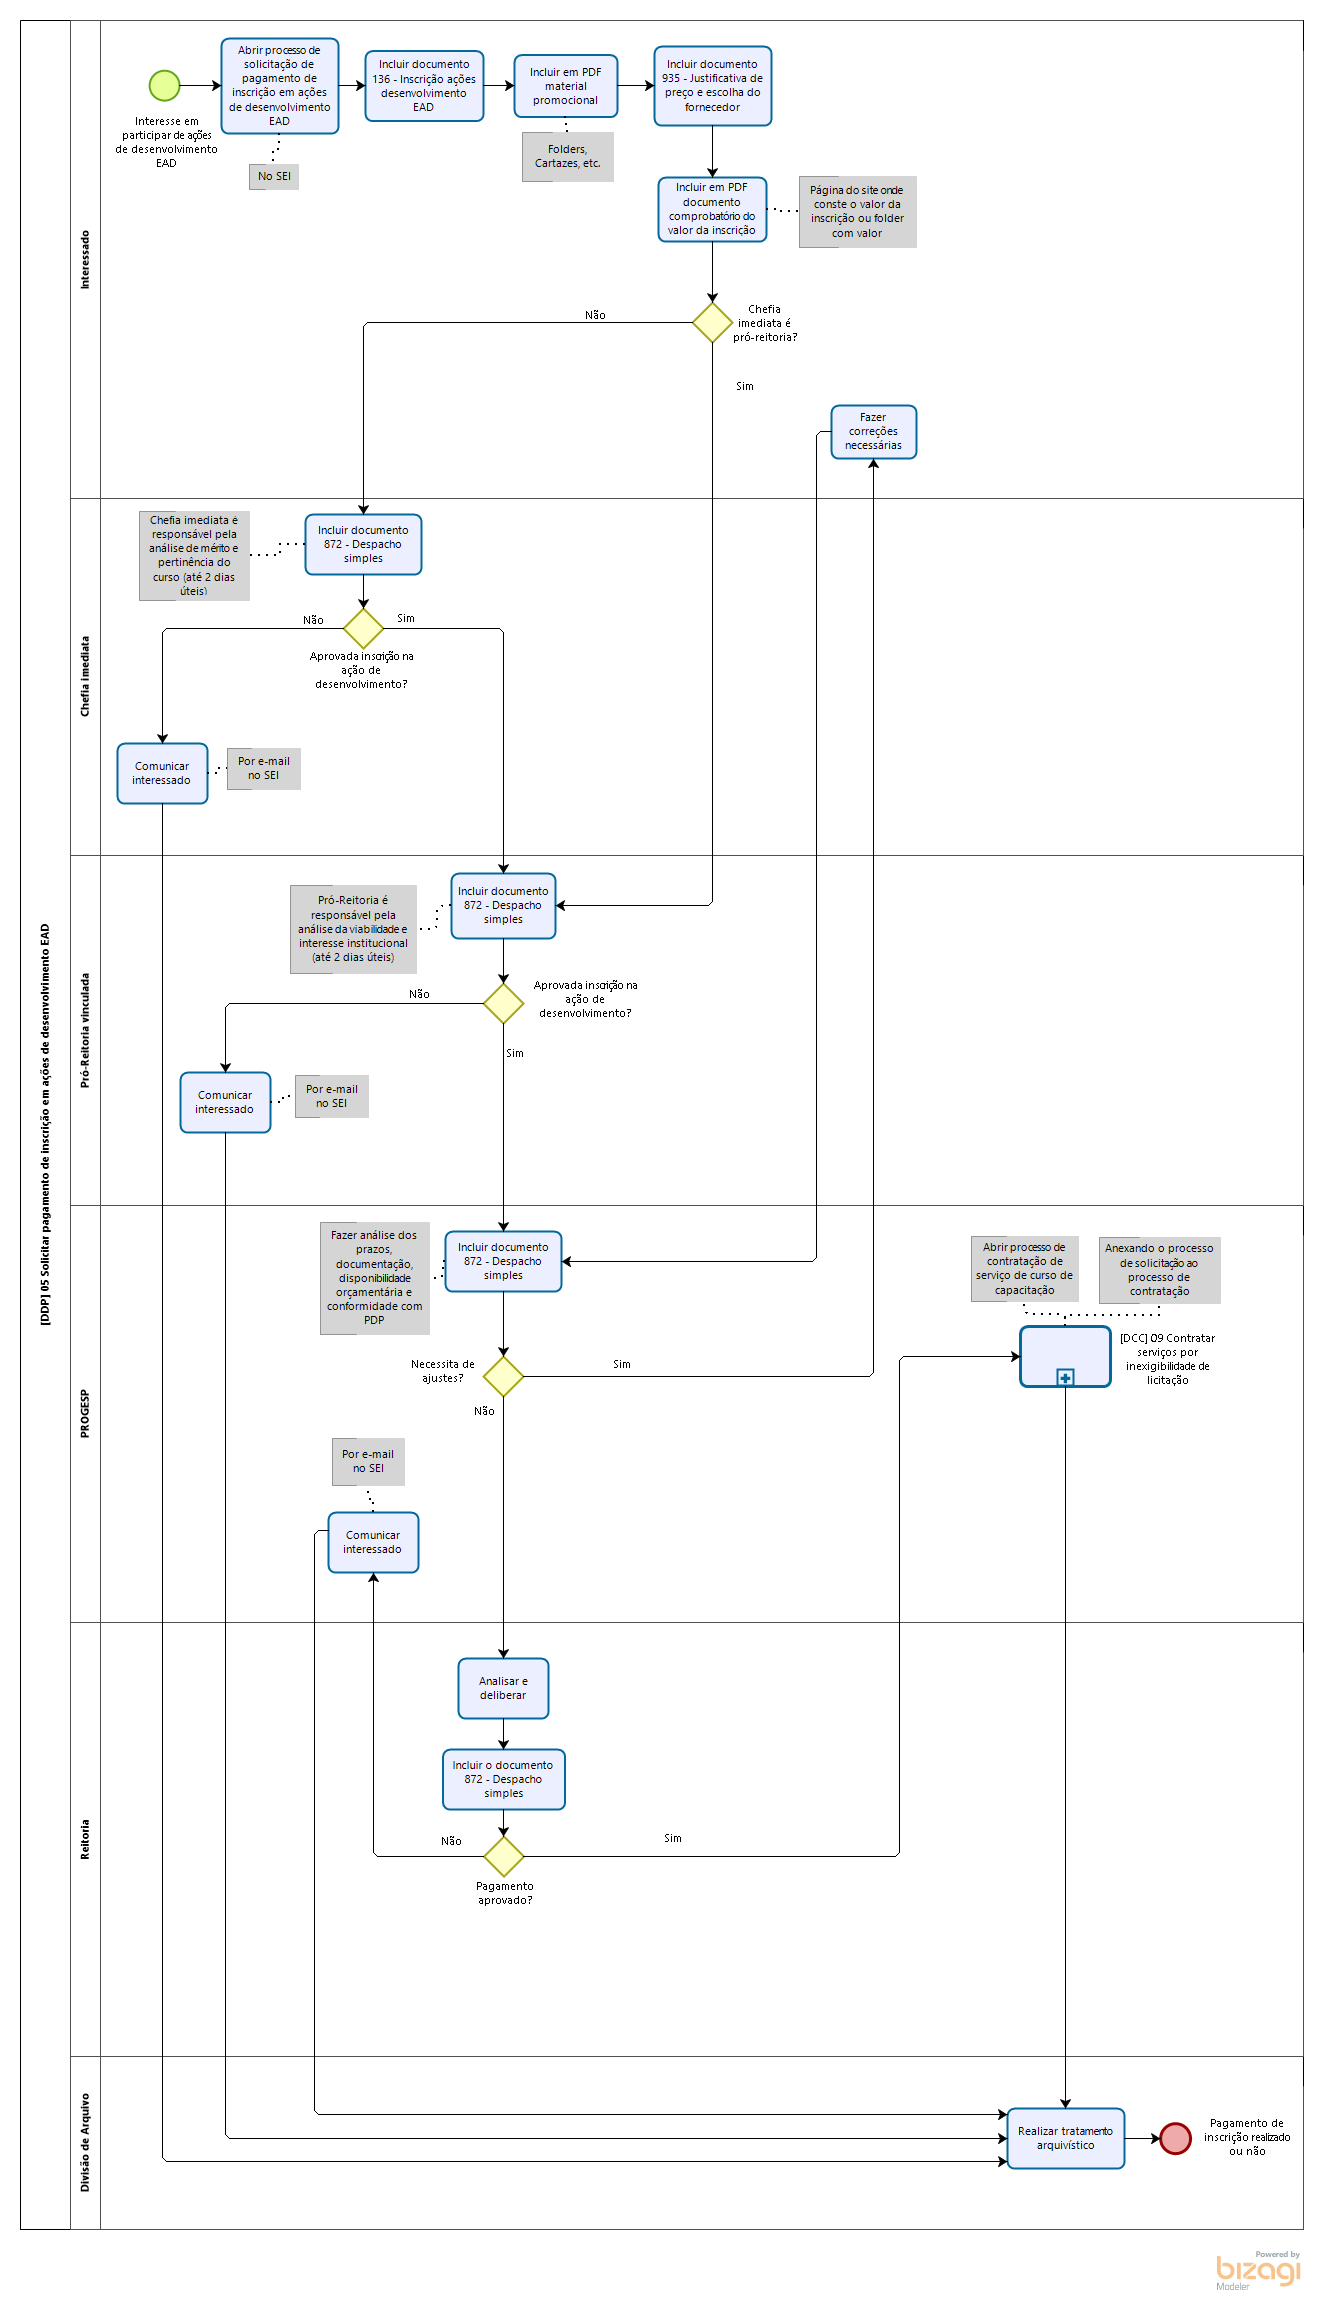 [DDP] 05 Solicitar pagamento de inscrição em ações de desenvolvimento EAD
Interessado
Interesse em
participar de ações
de desenvolvimento
EAD
Abrir processo de
solicitação de
pagamento de
inscrição em ações
de desenvolvimento
EAD
No SEI
Incluir documento
136 - Inscrição ações
desenvolvimento
EAD
Incluir em PDF
material
promocional
Folders,
Cartazes, etc.
Incluir documento
935 - Justificativa de
preço e escolha do
fornecedor
Incluir em PDF
documento
comprobatório do
valor da inscrição
Página do site onde
conste o valor da
inscrição ou folder
com valor
Chefia
imediata é
pró-reitoria?
Não
Sim
Fazer
correções
necessárias
Chefia imediata
Chefia imediata é
responsável pela
análise de mérito e
pertinência do
curso (até 2 dias
úteis)
Incluir documento
872 - Despacho
simples
Não
Sim
Aprovada inscrição na
ação de
desenvolvimento?
Comunicar
interessado
Por e-mail
no SEI
Pró-Reitoria vinculada
Pró-Reitoria é
responsável pela
análise da viabilidade e
interesse institucional
(até 2 dias úteis)
Incluir documento
872 - Despacho
simples
Não
Aprovada inscrição na
ação de
desenvolvimento?
Sim
Comunicar
interessado
Por e-mail
no SEI
PROGESP
Fazer análise dos
prazos,
documentação,
disponibilidade
orçamentária e
conformidade com
PDP
Incluir documento
872 - Despacho
simples
Necessita de
ajustes?
Sim
Não
Abrir processo de
contratação de
serviço de curso de
capacitação
Anexando o processo
de solicitação ao
processo de
contratação
[DCC] 09 Contratar
serviços por
inexigibilidade de
licitação
Por e-mail
no SEI
Comunicar
interessado
Reitoria
Analisar e
deliberar
Incluir o documento
872 - Despacho
simples
Não
Sim
Pagamento
aprovado?
Divisão de Arquivo
Realizar tratamento
arquivístico
Pagamento de
inscrição realizado
ou não
Powered by
bizagi
Modeler